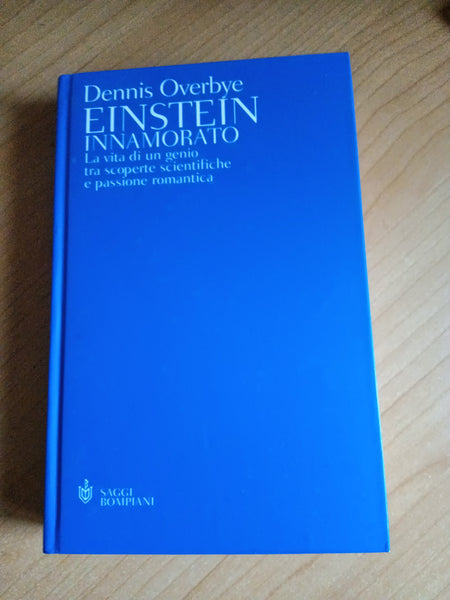 Dennis Overbye
EINSTEIN
INNAMORATO
La vita di un genio
tra scoperte scientifiche
e passione romantica
SAGGI
BOMPIANI